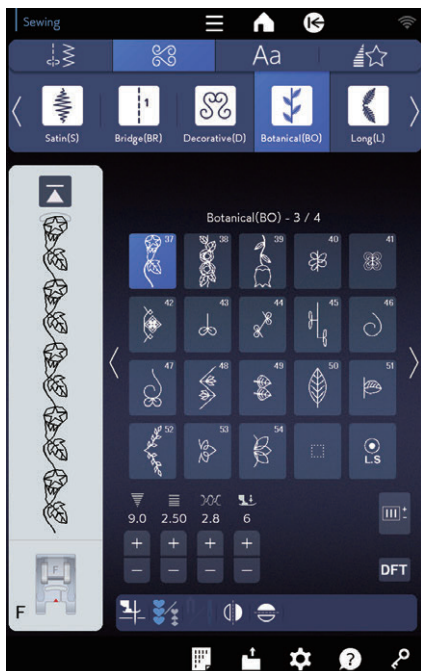 Sewing
Aa
Satin(S) 1 Bridge(BR) Decorative(D) Botanical(BO) Long(L)
Botanical(BO) - 3 / 4
37 38 39 40 41
42 43 44 45 46
47 48 49 50 51
52 53 54
L.S
9.0 2.50 2.8 6
+ + + +
− − − −
DFT
F
F
?